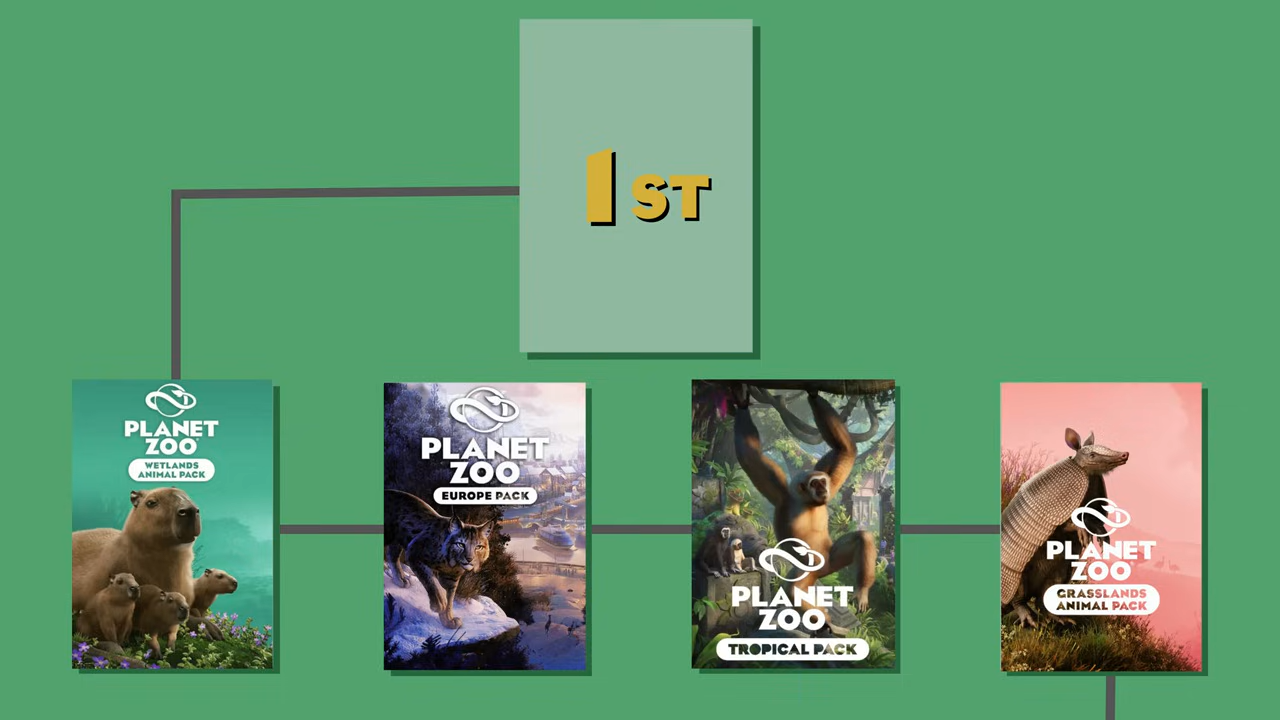 1ST
PLANET
ZOO
WETLANDS
ANIMAL PACK
PLANET
ZOO
EUROPE PACK
PLANET
ZOO
TROPICAL PACK
PLANET
ZOO
GRASSLANDS
ANIMAL PACK